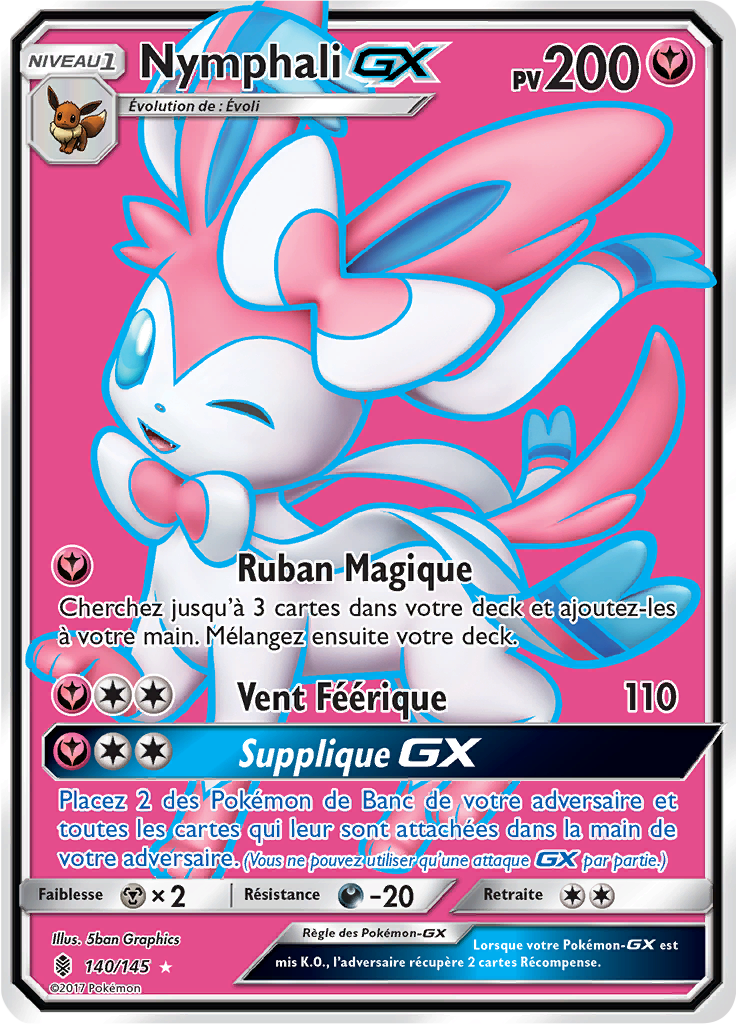 NIVEAU 1
Nymphali GX
PV 200
Évolution de : Évoli
Ruban Magique
Cherchez jusqu'à 3 cartes dans votre deck et ajoutez-les
à votre main. Mélangez ensuite votre deck.
Vent Féérique 110
Supplique GX
Placez 2 des Pokémon de Banc de votre adversaire et
toutes les cartes qui leur sont attachées dans la main de
votre adversaire. (Vous ne pouvez utiliser qu'une attaque GX par partie.)
Faiblesse ×2 Résistance -20 Retraite
Illus. 5ban Graphics
140/145 ★
©2017 Pokémon
Règle des Pokémon-GX
Lorsque votre Pokémon-GX est
mis K.O., l'adversaire récupère 2 cartes Récompense.